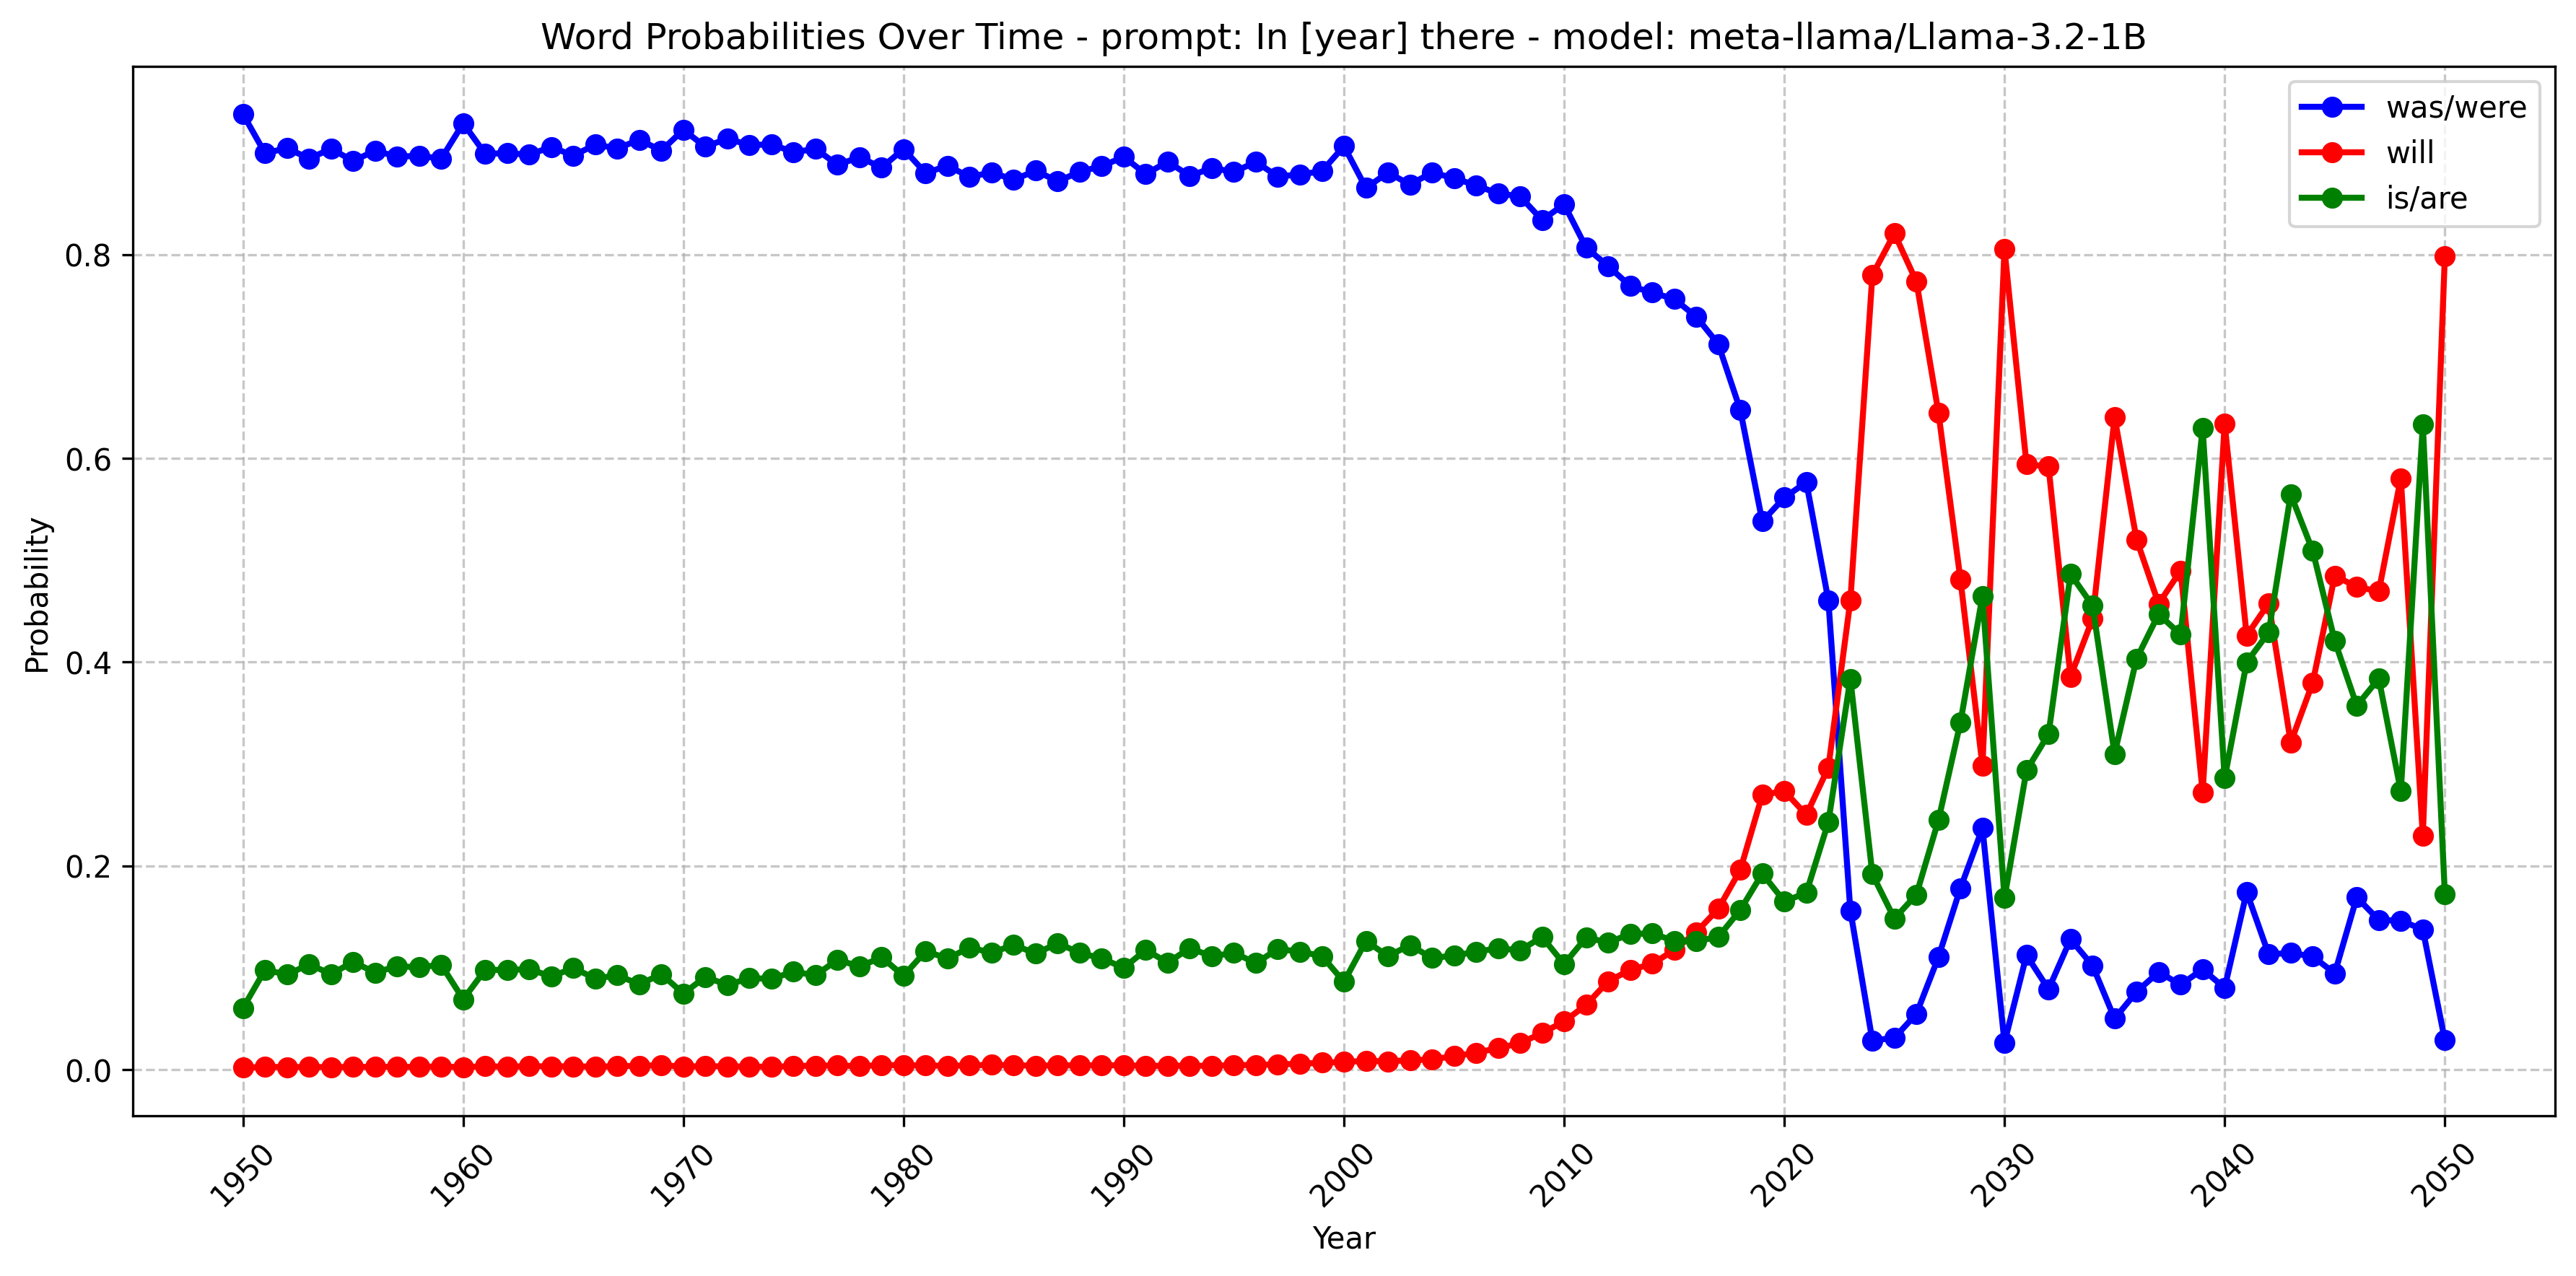 Word Probabilities Over Time - prompt: In [year] there - model: meta-llama/Llama-3.2-1B
was/were
will
is/are
Probability
0.8
0.6
0.4
0.2
0.0
1950
1960
1970
1980
1990
2000
2010
2020
2030
2040
2050
Year